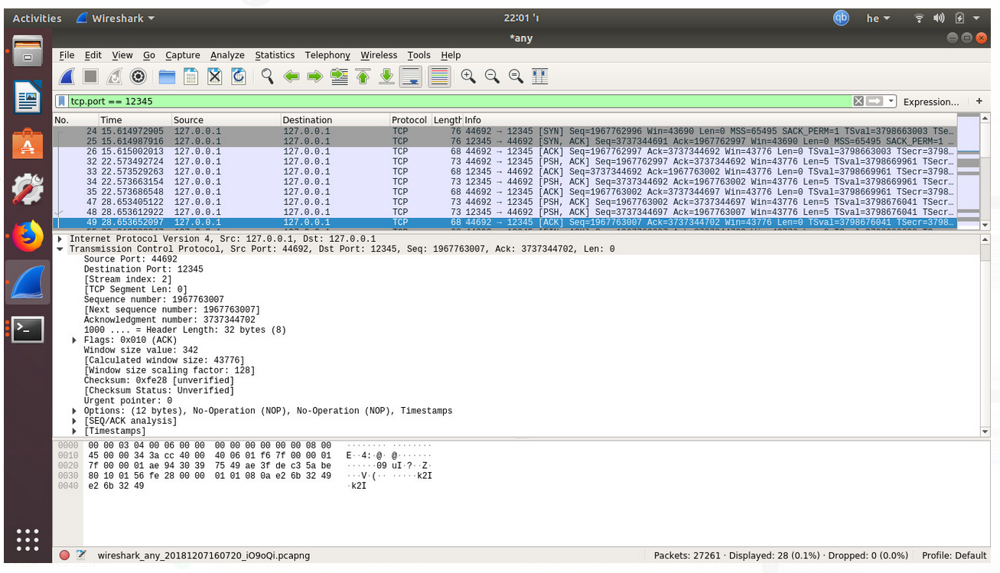 Activities Wireshark 22:01 'ו qb he
*any
File Edit View Go Capture Analyze Statistics Telephony Wireless Tools Help
tcp.port == 12345 Expression… +
No. Time Source Destination Protocol Length Info
24 15.614972905 127.0.0.1 127.0.0.1 TCP 76 44692 → 12345 [SYN] Seq=1967762996 Win=43690 Len=0 MSS=65495 SACK_PERM=1 TSval=3798663003 TSe…
25 15.614987916 127.0.0.1 127.0.0.1 TCP 76 12345 → 44692 [SYN, ACK] Seq=3737344691 Ack=1967762997 Win=43690 Len=0 MSS=65495 SACK_PERM=1 …
26 15.615002013 127.0.0.1 127.0.0.1 TCP 68 44692 → 12345 [ACK] Seq=1967762997 Ack=3737344692 Win=43776 Len=0 TSval=3798663003 TSecr=3798…
32 22.573492724 127.0.0.1 127.0.0.1 TCP 73 44692 → 12345 [PSH, ACK] Seq=1967762997 Ack=3737344692 Win=43776 Len=5 TSval=3798669961 TSecr…
33 22.573529263 127.0.0.1 127.0.0.1 TCP 68 12345 → 44692 [ACK] Seq=3737344692 Ack=1967763002 Win=43776 Len=0 TSval=3798669961 TSecr=3798…
34 22.573663154 127.0.0.1 127.0.0.1 TCP 73 12345 → 44692 [PSH, ACK] Seq=3737344692 Ack=1967763002 Win=43776 Len=5 TSval=3798669961 TSecr…
35 22.573686548 127.0.0.1 127.0.0.1 TCP 68 44692 → 12345 [ACK] Seq=1967763002 Ack=3737344697 Win=43776 Len=0 TSval=3798669961 TSecr=3798…
47 28.653405122 127.0.0.1 127.0.0.1 TCP 73 44692 → 12345 [PSH, ACK] Seq=1967763002 Ack=3737344697 Win=43776 Len=5 TSval=3798676041 TSecr…
48 28.653612922 127.0.0.1 127.0.0.1 TCP 73 12345 → 44692 [PSH, ACK] Seq=3737344697 Ack=1967763007 Win=43776 Len=5 TSval=3798676041 TSecr…
49 28.653652097 127.0.0.1 127.0.0.1 TCP 68 44692 → 12345 [ACK] Seq=1967763007 Ack=3737344702 Win=43776 Len=0 TSval=3798676041 TSecr=3798…
Internet Protocol Version 4, Src: 127.0.0.1, Dst: 127.0.0.1
Transmission Control Protocol, Src Port: 44692, Dst Port: 12345, Seq: 1967763007, Ack: 3737344702, Len: 0
Source Port: 44692
Destination Port: 12345
[Stream index: 2]
[TCP Segment Len: 0]
Sequence number: 1967763007
[Next sequence number: 1967763007]
Acknowledgment number: 3737344702
1000 .... = Header Length: 32 bytes (8)
Flags: 0x010 (ACK)
Window size value: 342
[Calculated window size: 43776]
[Window size scaling factor: 128]
Checksum: 0xfe28 [unverified]
[Checksum Status: Unverified]
Urgent pointer: 0
Options: (12 bytes), No-Operation (NOP), No-Operation (NOP), Timestamps
[SEQ/ACK analysis]
[Timestamps]
0000 00 00 03 04 00 06 00 00 00 00 00 00 00 00 08 00 ········ ········
0010 45 00 00 34 3a cc 40 00 40 06 01 f6 7f 00 00 01 E··4:·@· @·······
0020 7f 00 00 01 ae 94 30 39 75 49 ae 3f de c3 5a be ······09 uI·?··Z·
0030 80 10 01 56 fe 28 00 00 01 01 08 0a e2 6b 32 49 ···V·(·· ·····k2I
0040 e2 6b 32 49 ·k2I
wireshark_any_20181207160720_iO9oQi.pcapng Packets: 27261 · Displayed: 28 (0.1%) · Dropped: 0 (0.0%) Profile: Default